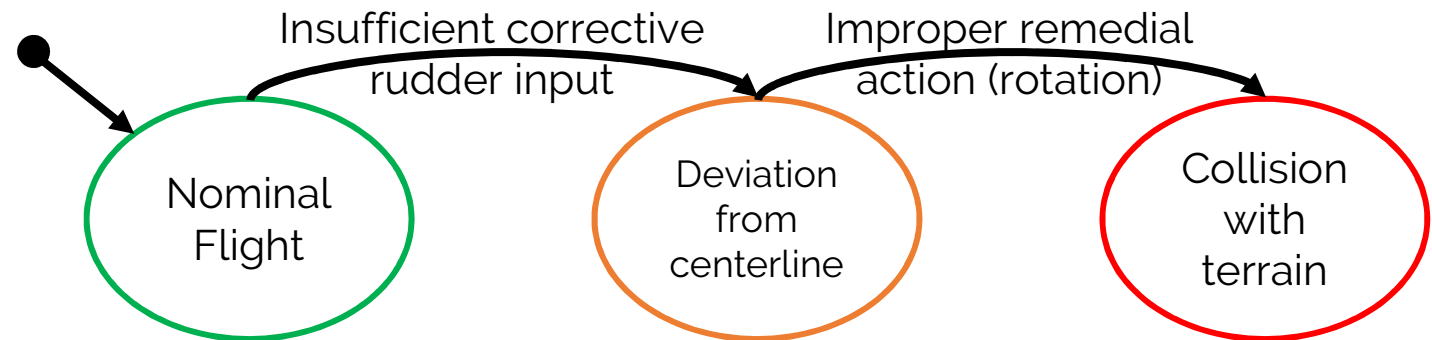 Insufficient corrective
rudder input
Improper remedial
action (rotation)
Nominal
Flight
Deviation
from
centerline
Collision
with
terrain